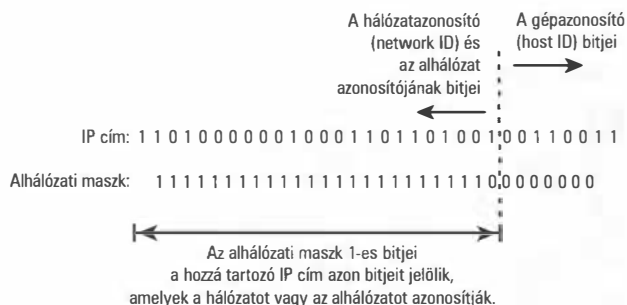 A hálózatazonosító
(network ID) és
az alhálózat
azonosítójának bitjei
A gépazonosító
(host ID) bitjei
IP cím: 1 1 0 1 0 0 0 0 0 0 1 0 0 0 1 1 0 1 1 0 1 0 0 1 0 0 1 1 0 0 1 1
Alhálózati maszk: 1 1 1 1 1 1 1 1 1 1 1 1 1 1 1 1 1 1 1 1 1 1 1 1 0 0 0 0 0 0 0 0
Az alhálózati maszk 1-es bitjei
a hozzá tartozó IP cím azon bitjeit jelölik,
amelyek a hálózatot vagy az alhálózatot azonosítják.